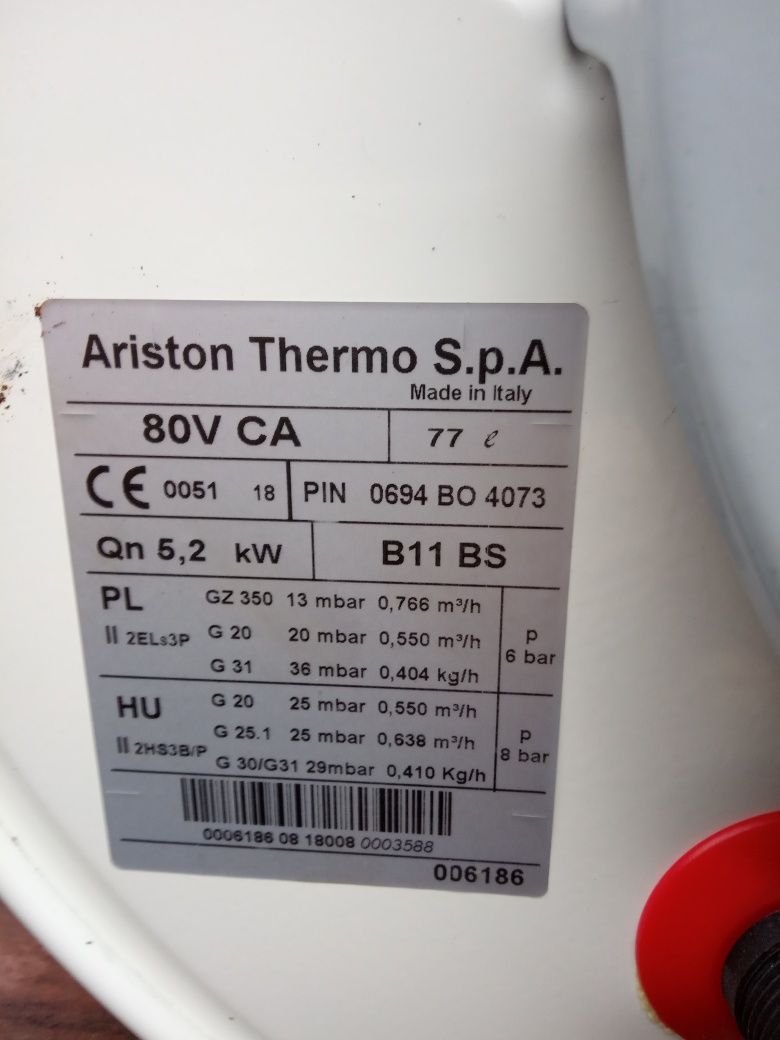 Ariston Thermo S.p.A.
Made in Italy
80V CA 77 ℓ
CE 0051 18 PIN 0694 BO 4073
Qn 5,2 kW B11 BS
PL GZ 350 13 mbar 0,766 m³/h
II 2ELs3P G 20 20 mbar 0,550 m³/h p 6 bar
G 31 36 mbar 0,404 kg/h
HU G 20 25 mbar 0,550 m³/h
II 2HS3B/P G 25.1 25 mbar 0,638 m³/h p 8 bar
G 30/G31 29mbar 0,410 Kg/h
0006186 08 18008 0003588
006186